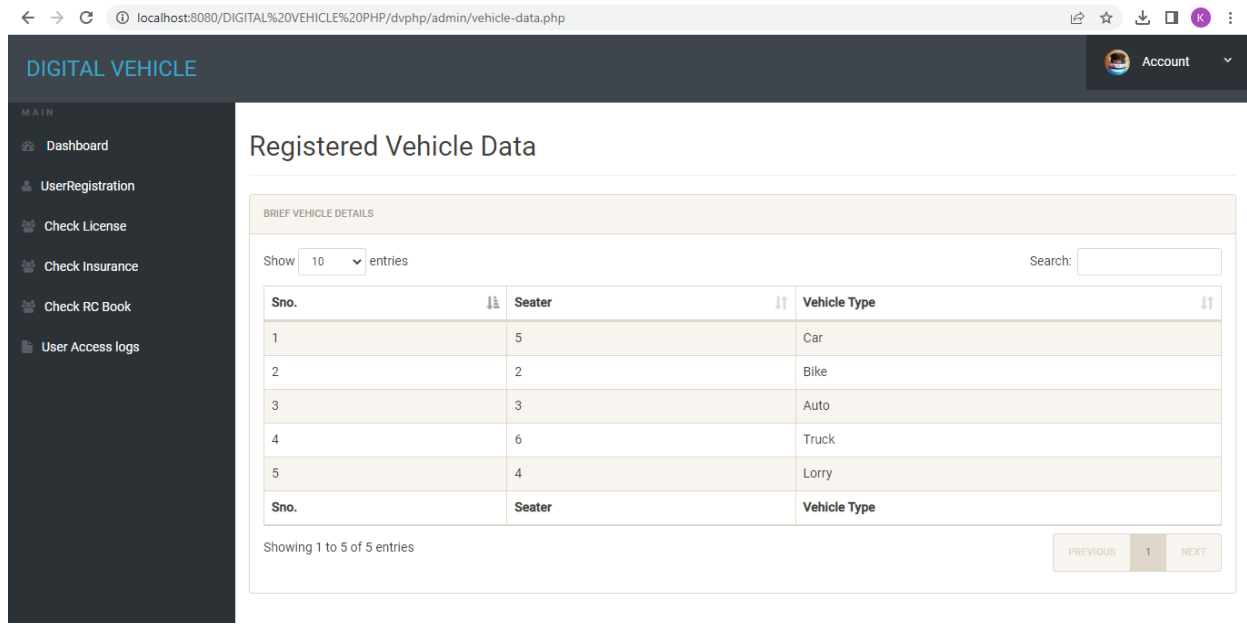 localhost:8080/DIGITAL%20VEHICLE%20PHP/dvphp/admin/vehicle-data.php
K
DIGITAL VEHICLE
Account
MAIN
Dashboard
UserRegistration
Check License
Check Insurance
Check RC Book
User Access logs
Registered Vehicle Data
BRIEF VEHICLE DETAILS
Show 10 entries Search:
Sno. Seater Vehicle Type
1 5 Car
2 2 Bike
3 3 Auto
4 6 Truck
5 4 Lorry
Sno. Seater Vehicle Type
Showing 1 to 5 of 5 entries
PREVIOUS 1 NEXT